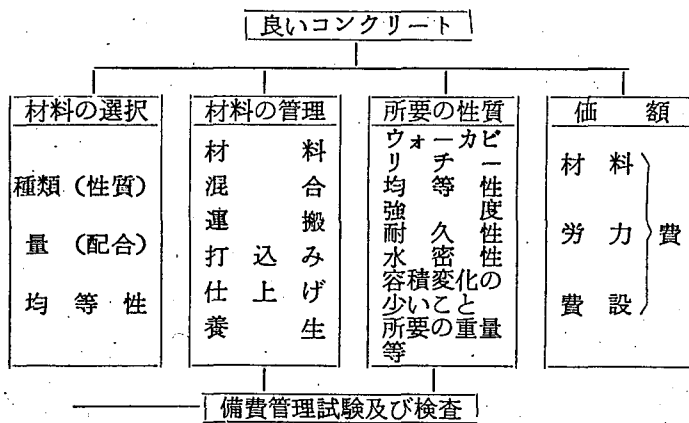 良いコンクリート
材料の選択
種類(性質)
量(配合)
均等性
材料の管理
材料
混合
運搬
打込み
仕上げ
養生
所要の性質
ウォーカビ
リチー
均等性
強度
耐久性
水密性
容積変化の
少いこと
所要の重量
等
価額
材料
労力
費設
費
備費管理試験及び検査